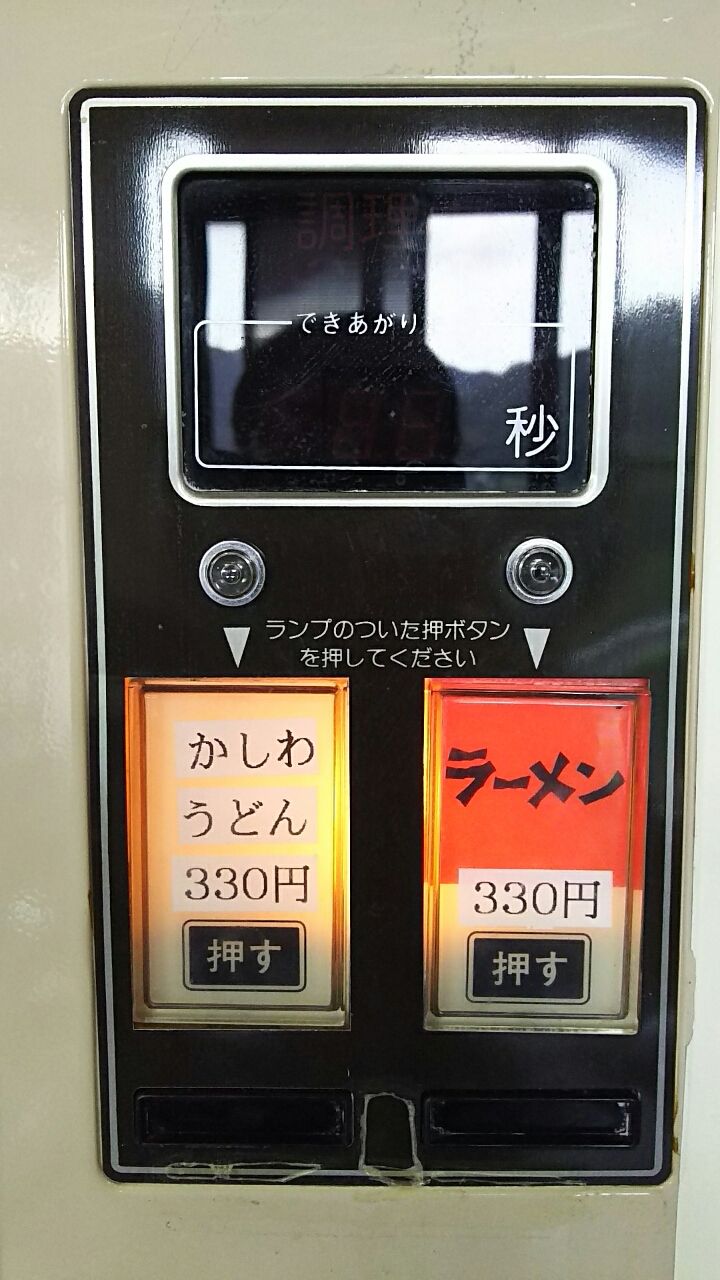 調理
できあがり
秒
ランプのついた押ボタン
を押してください
かしわ
うどん
330円
押す
ラーメン
330円
押す